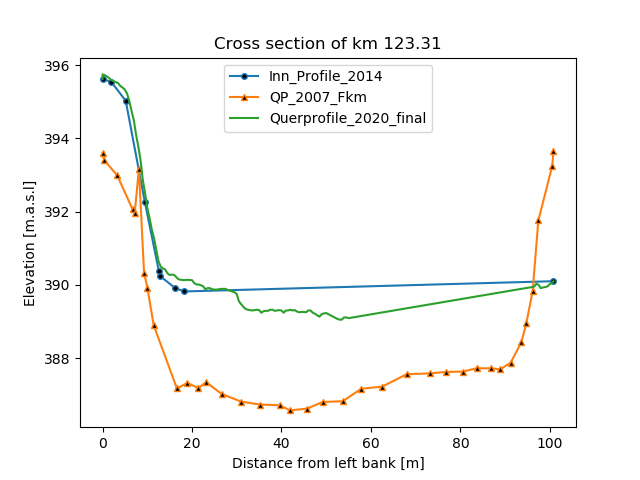 Cross section of km 123.31
Inn_Profile_2014
QP_2007_Fkm
Querprofile_2020_final
Elevation [m.a.s.l]
396
394
392
390
388
0 20 40 60 80 100
Distance from left bank [m]